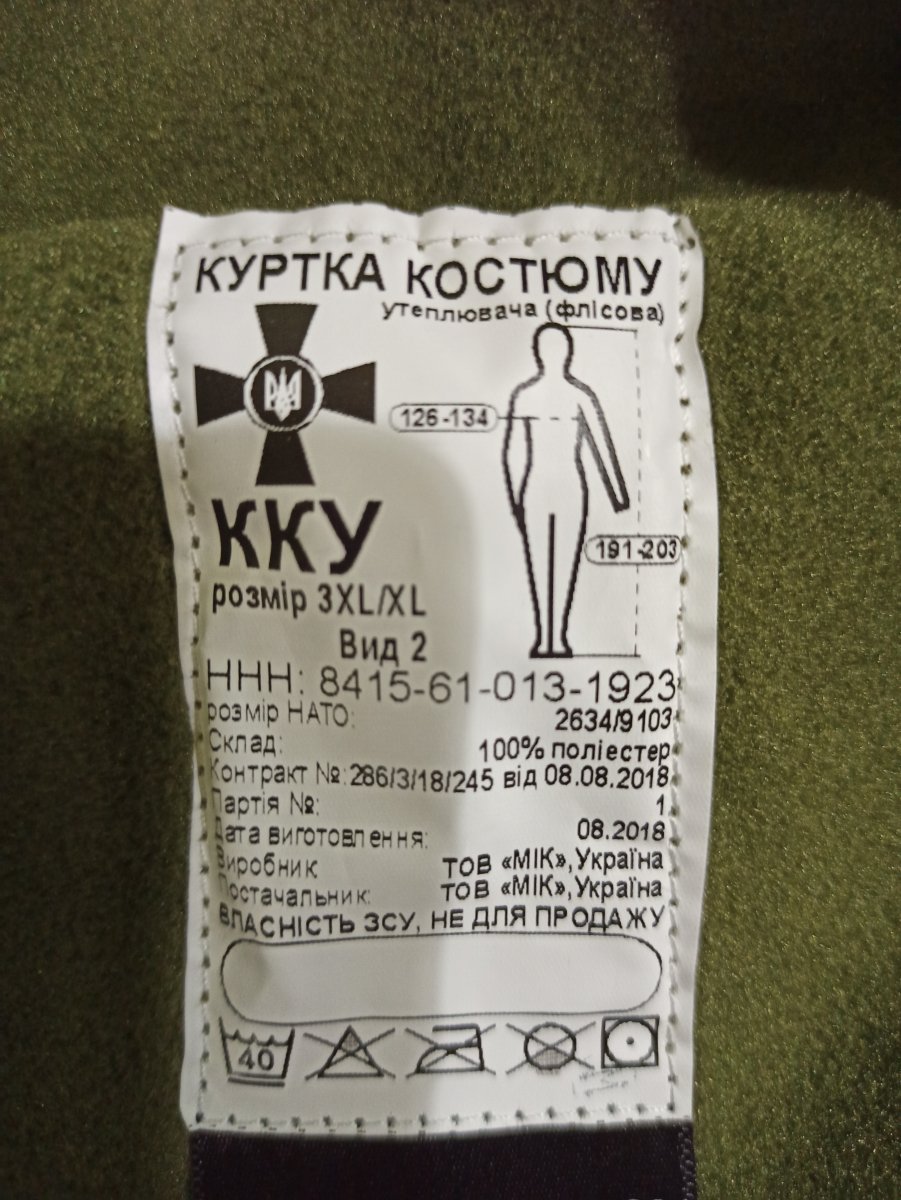 КУРТКА КОСТЮМУ
утеплювача (флісова)
126-134
ККУ
191-203
розмір 3XL/XL
Вид 2
ННН: 8415-61-013-1923
розмір НАТО: 2634/9103
Склад: 100% поліестер
Контракт №: 286/3/18/245 від 08.08.2018
Партія №: 1
Дата виготовлення: 08.2018
Виробник ТОВ «МІК», Україна
Постачальник: ТОВ «МІК», Україна
ВЛАСНІСТЬ ЗСУ, НЕ ДЛЯ ПРОДАЖУ
40